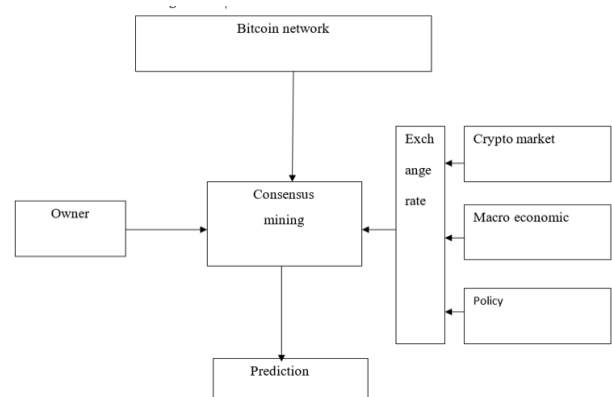 Bitcoin network
Exch
ange
rate
Crypto market
Consensus
mining
Owner
Macro economic
Policy
Prediction